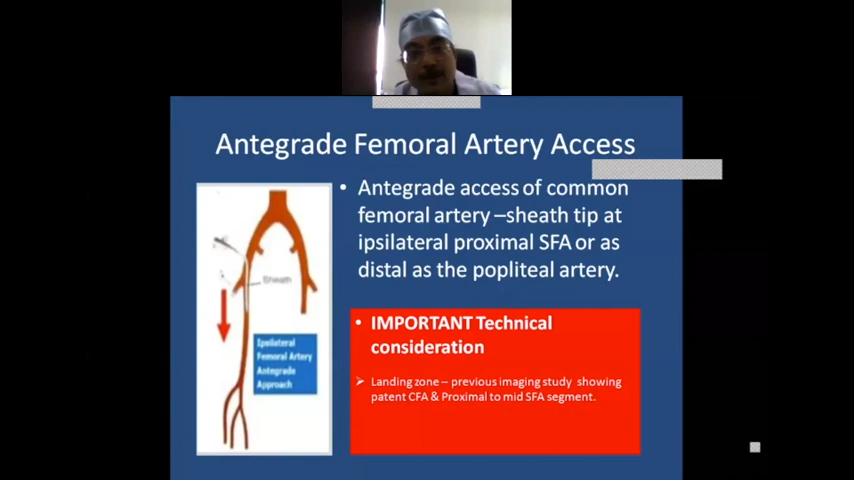 Antegrade Femoral Artery Access
• Antegrade access of common
femoral artery –sheath tip at
ipsilateral proximal SFA or as
distal as the popliteal artery.
Sheath
Ipsilateral
Femoral Artery
Antegrade
Approach
• IMPORTANT Technical
consideration
➢ Landing zone – previous imaging study showing
patent CFA & Proximal to mid SFA segment.